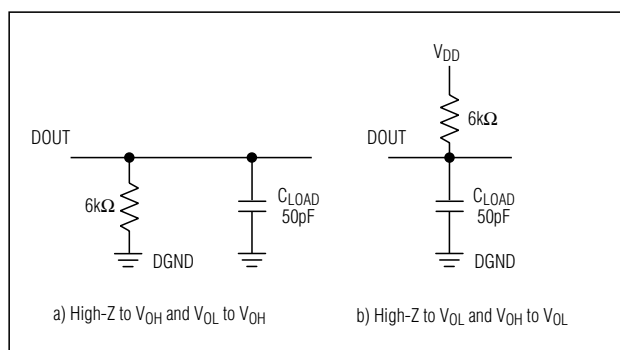 DOUT
6kΩ
DGND
CLOAD
50pF
a) High-Z to VOH and VOL to VOH
VDD
6kΩ
DOUT
CLOAD
50pF
DGND
b) High-Z to VOL and VOH to VOL